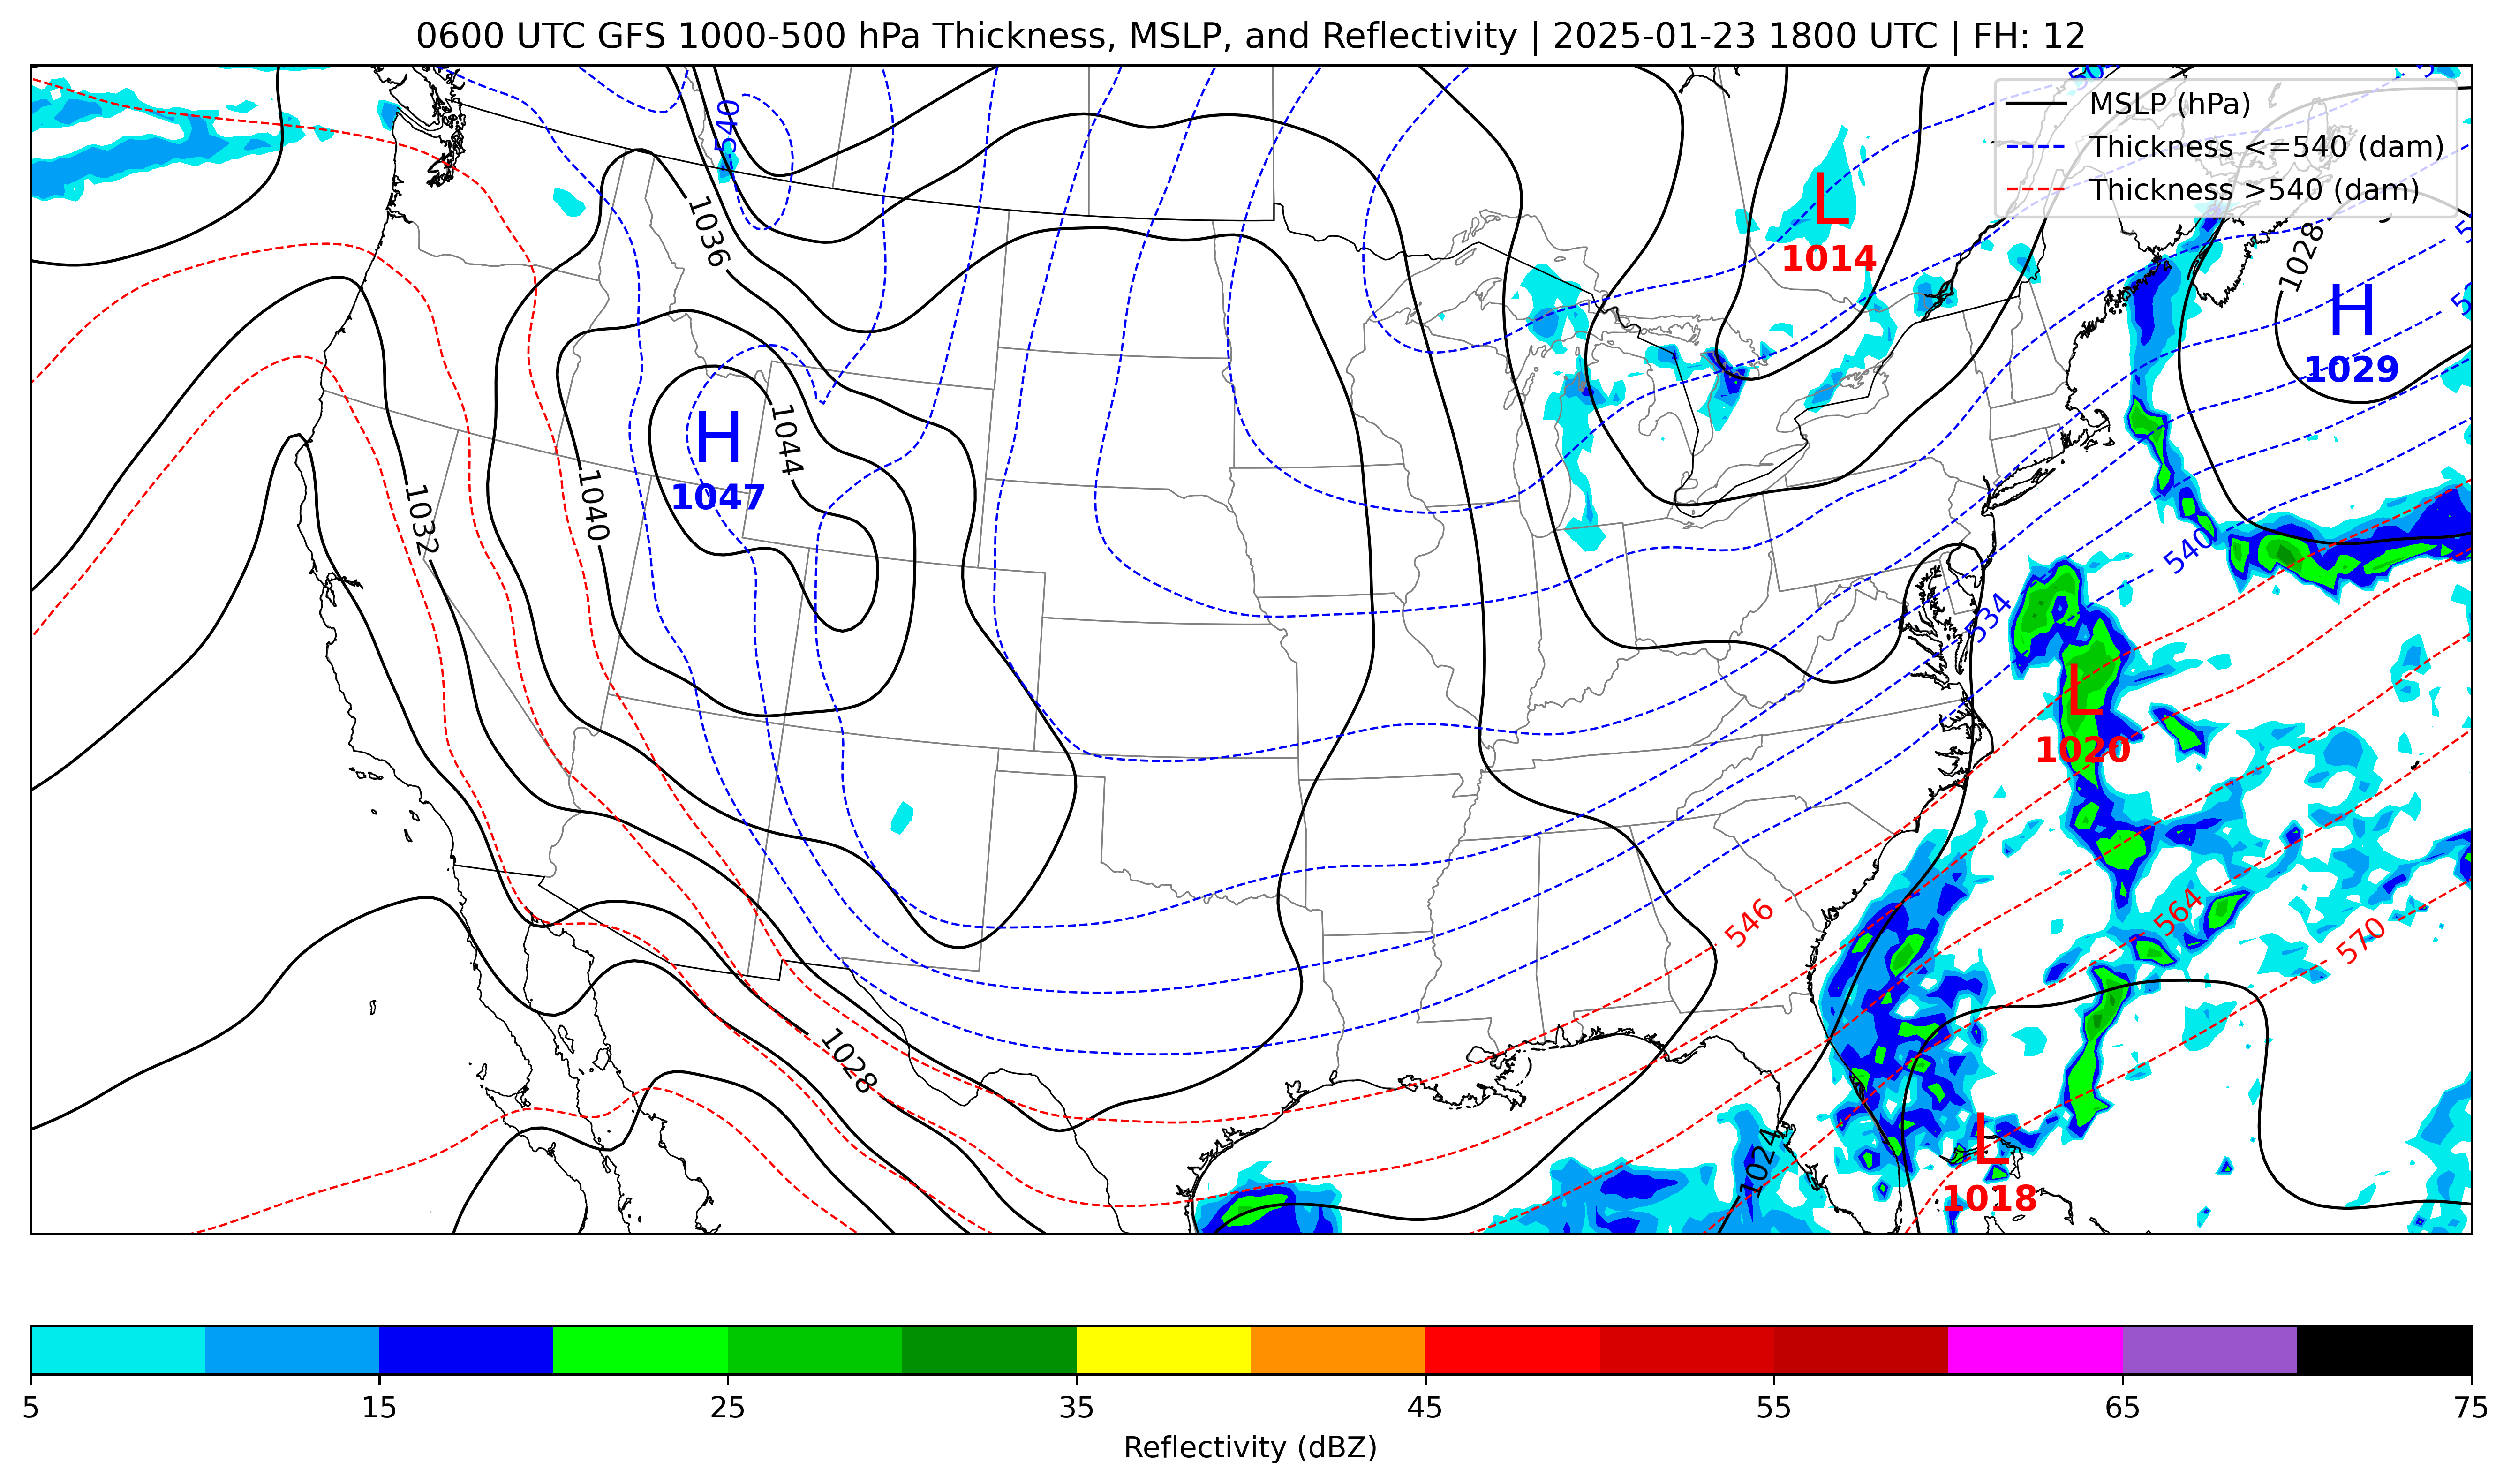 0600 UTC GFS 1000-500 hPa Thickness, MSLP, and Reflectivity | 2025-01-23 1800 UTC | FH: 12
MSLP (hPa)
Thickness <=540 (dam)
Thickness >540 (dam)
540
1036
L
1014
1028
H
1029
H
1047
1044
1040
1032
540
534
L
1020
546
564
570
1028
1024
L
1018
5 15 25 35 45 55 65 75
Reflectivity (dBZ)